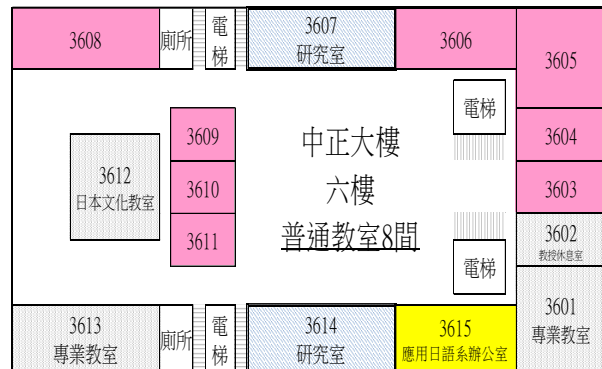 3608
廁所
電梯
3607
研究室
3606
3605
電梯
3609
中正大樓
3604
3612
日本文化教室
3610
六樓
3603
3611
普通教室8間
3602
教授休息室
電梯
3601
專業教室
3613
專業教室
廁所
電梯
3614
研究室
3615
應用日語系辦公室